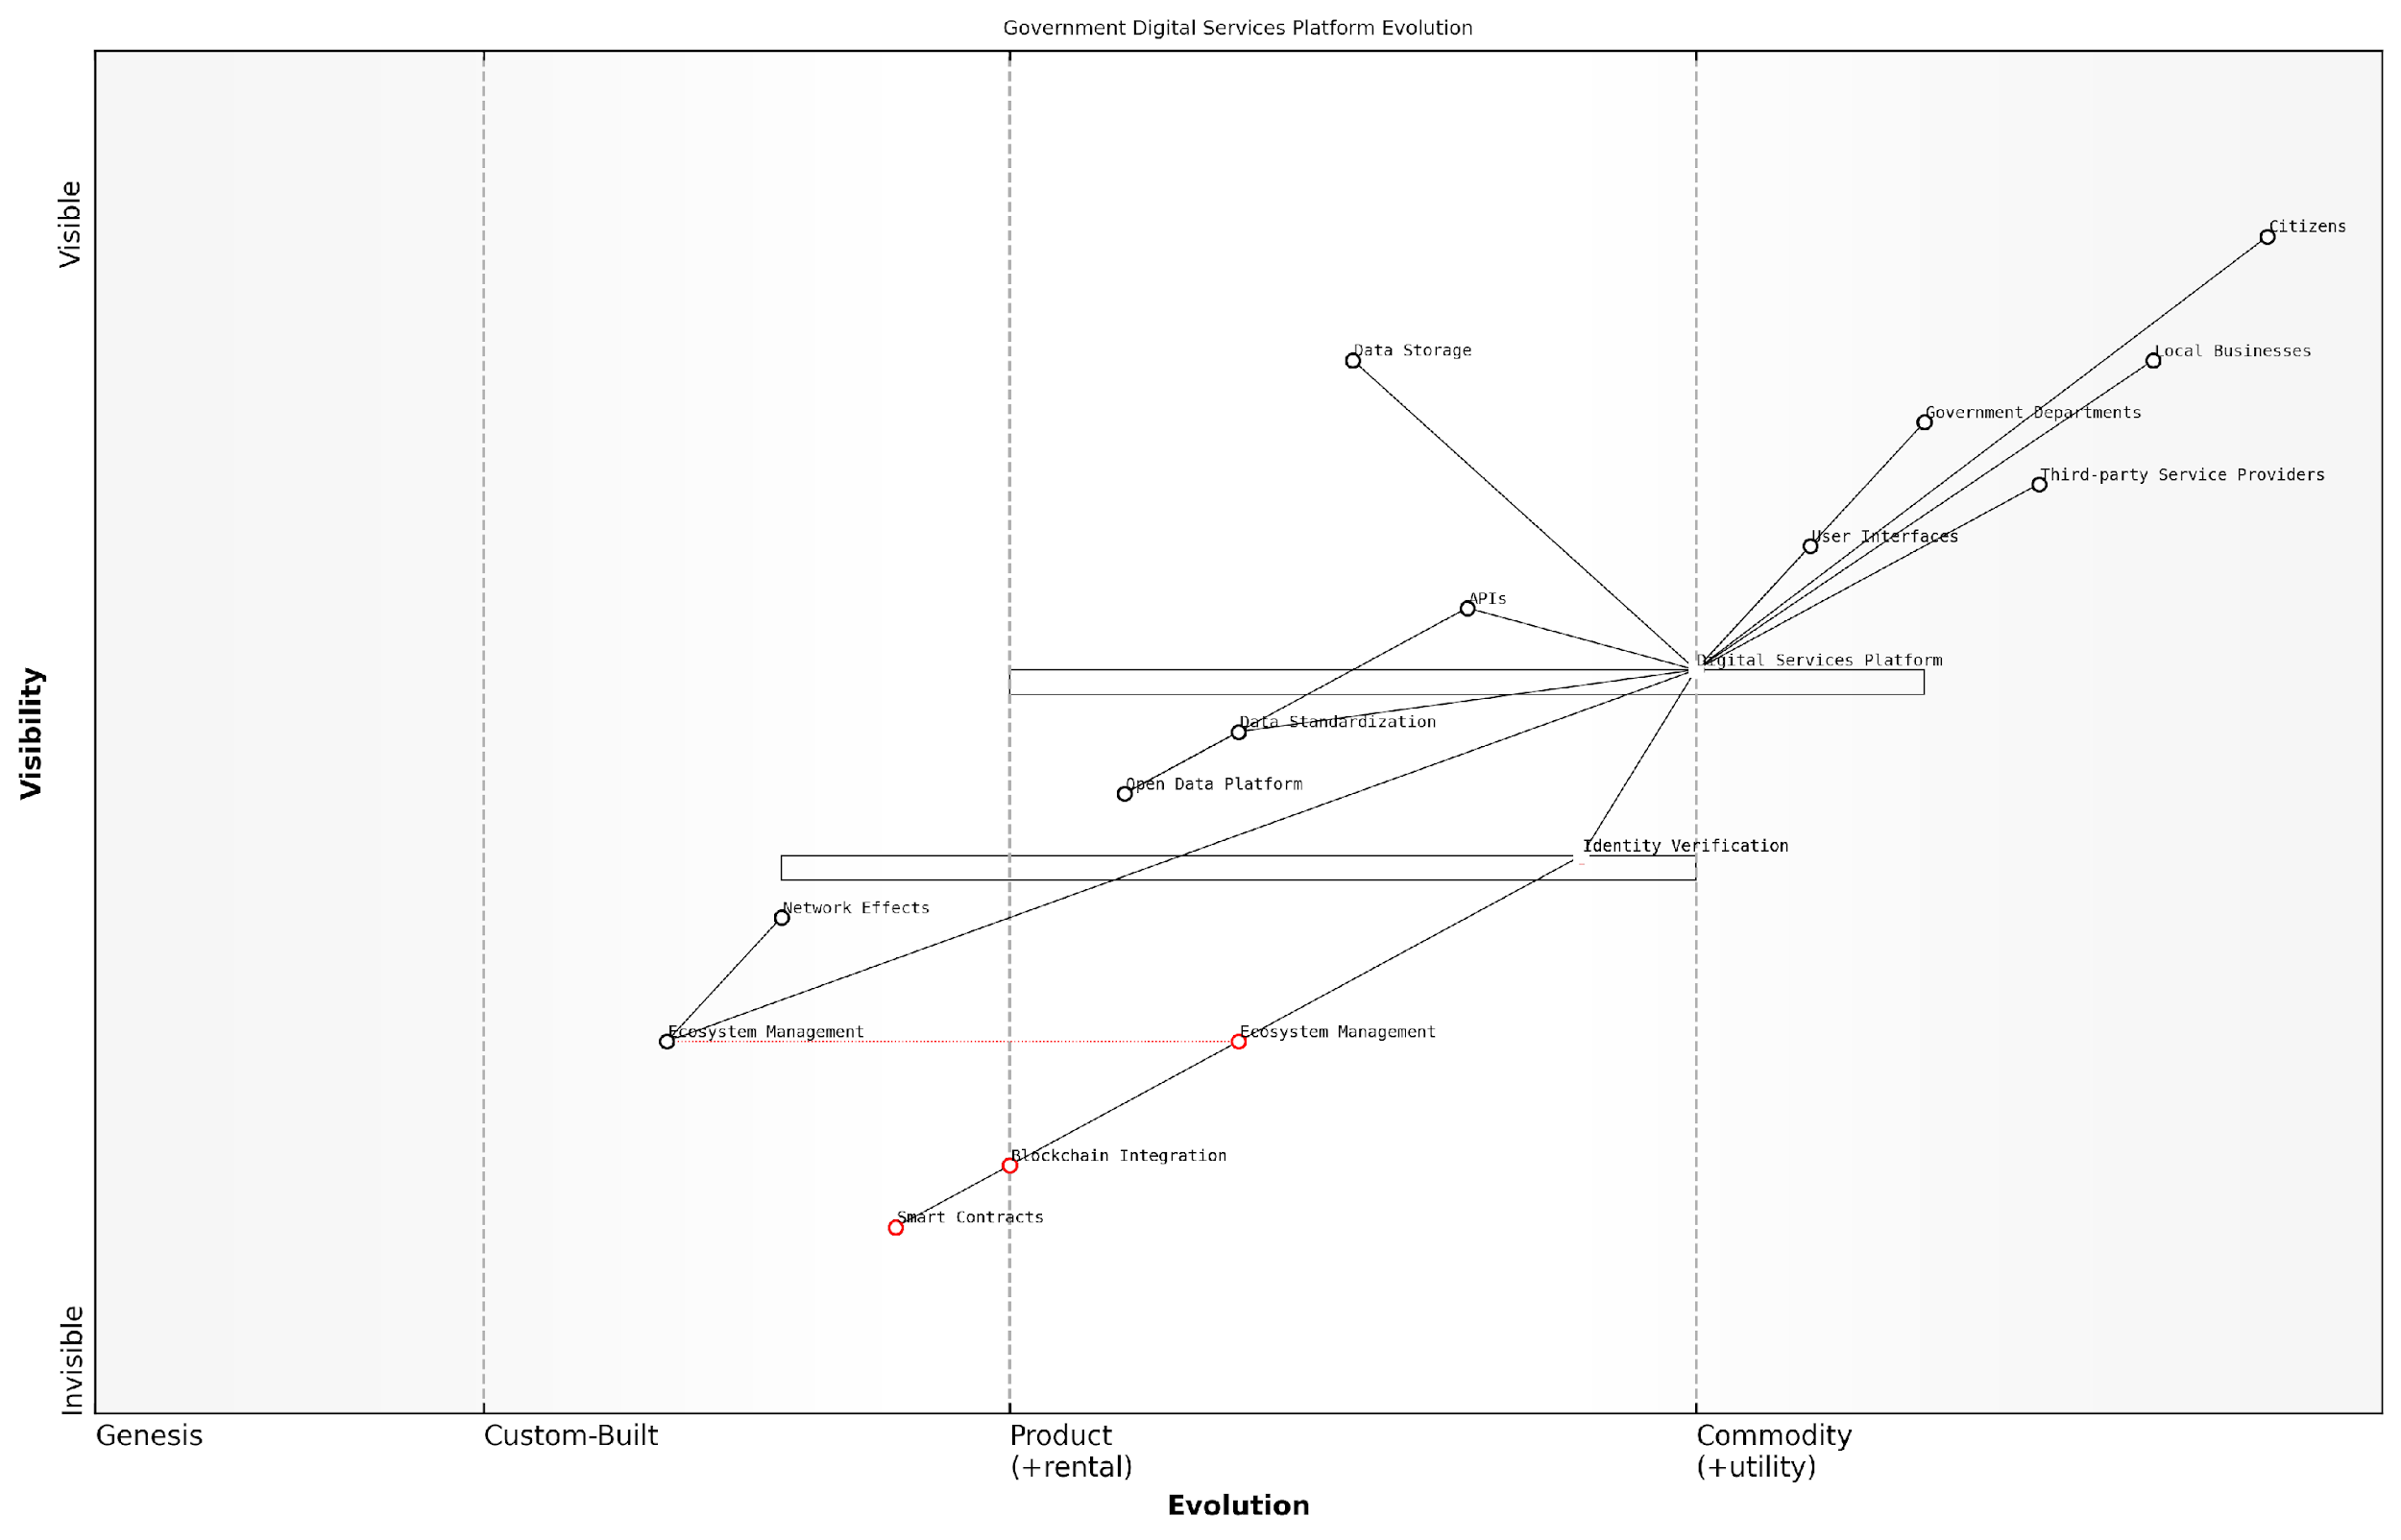 Government Digital Services Platform Evolution
Visible
Citizens
Data Storage
Local Businesses
Government Departments
Third-party Service Providers
User Interfaces
APIs
Digital Services Platform
Visibility
Data Standardization
Open Data Platform
Identity Verification
Network Effects
Ecosystem Management
Ecosystem Management
Blockchain Integration
Smart Contracts
Invisible
Genesis
Custom-Built
Product
(+rental)
Commodity
(+utility)
Evolution